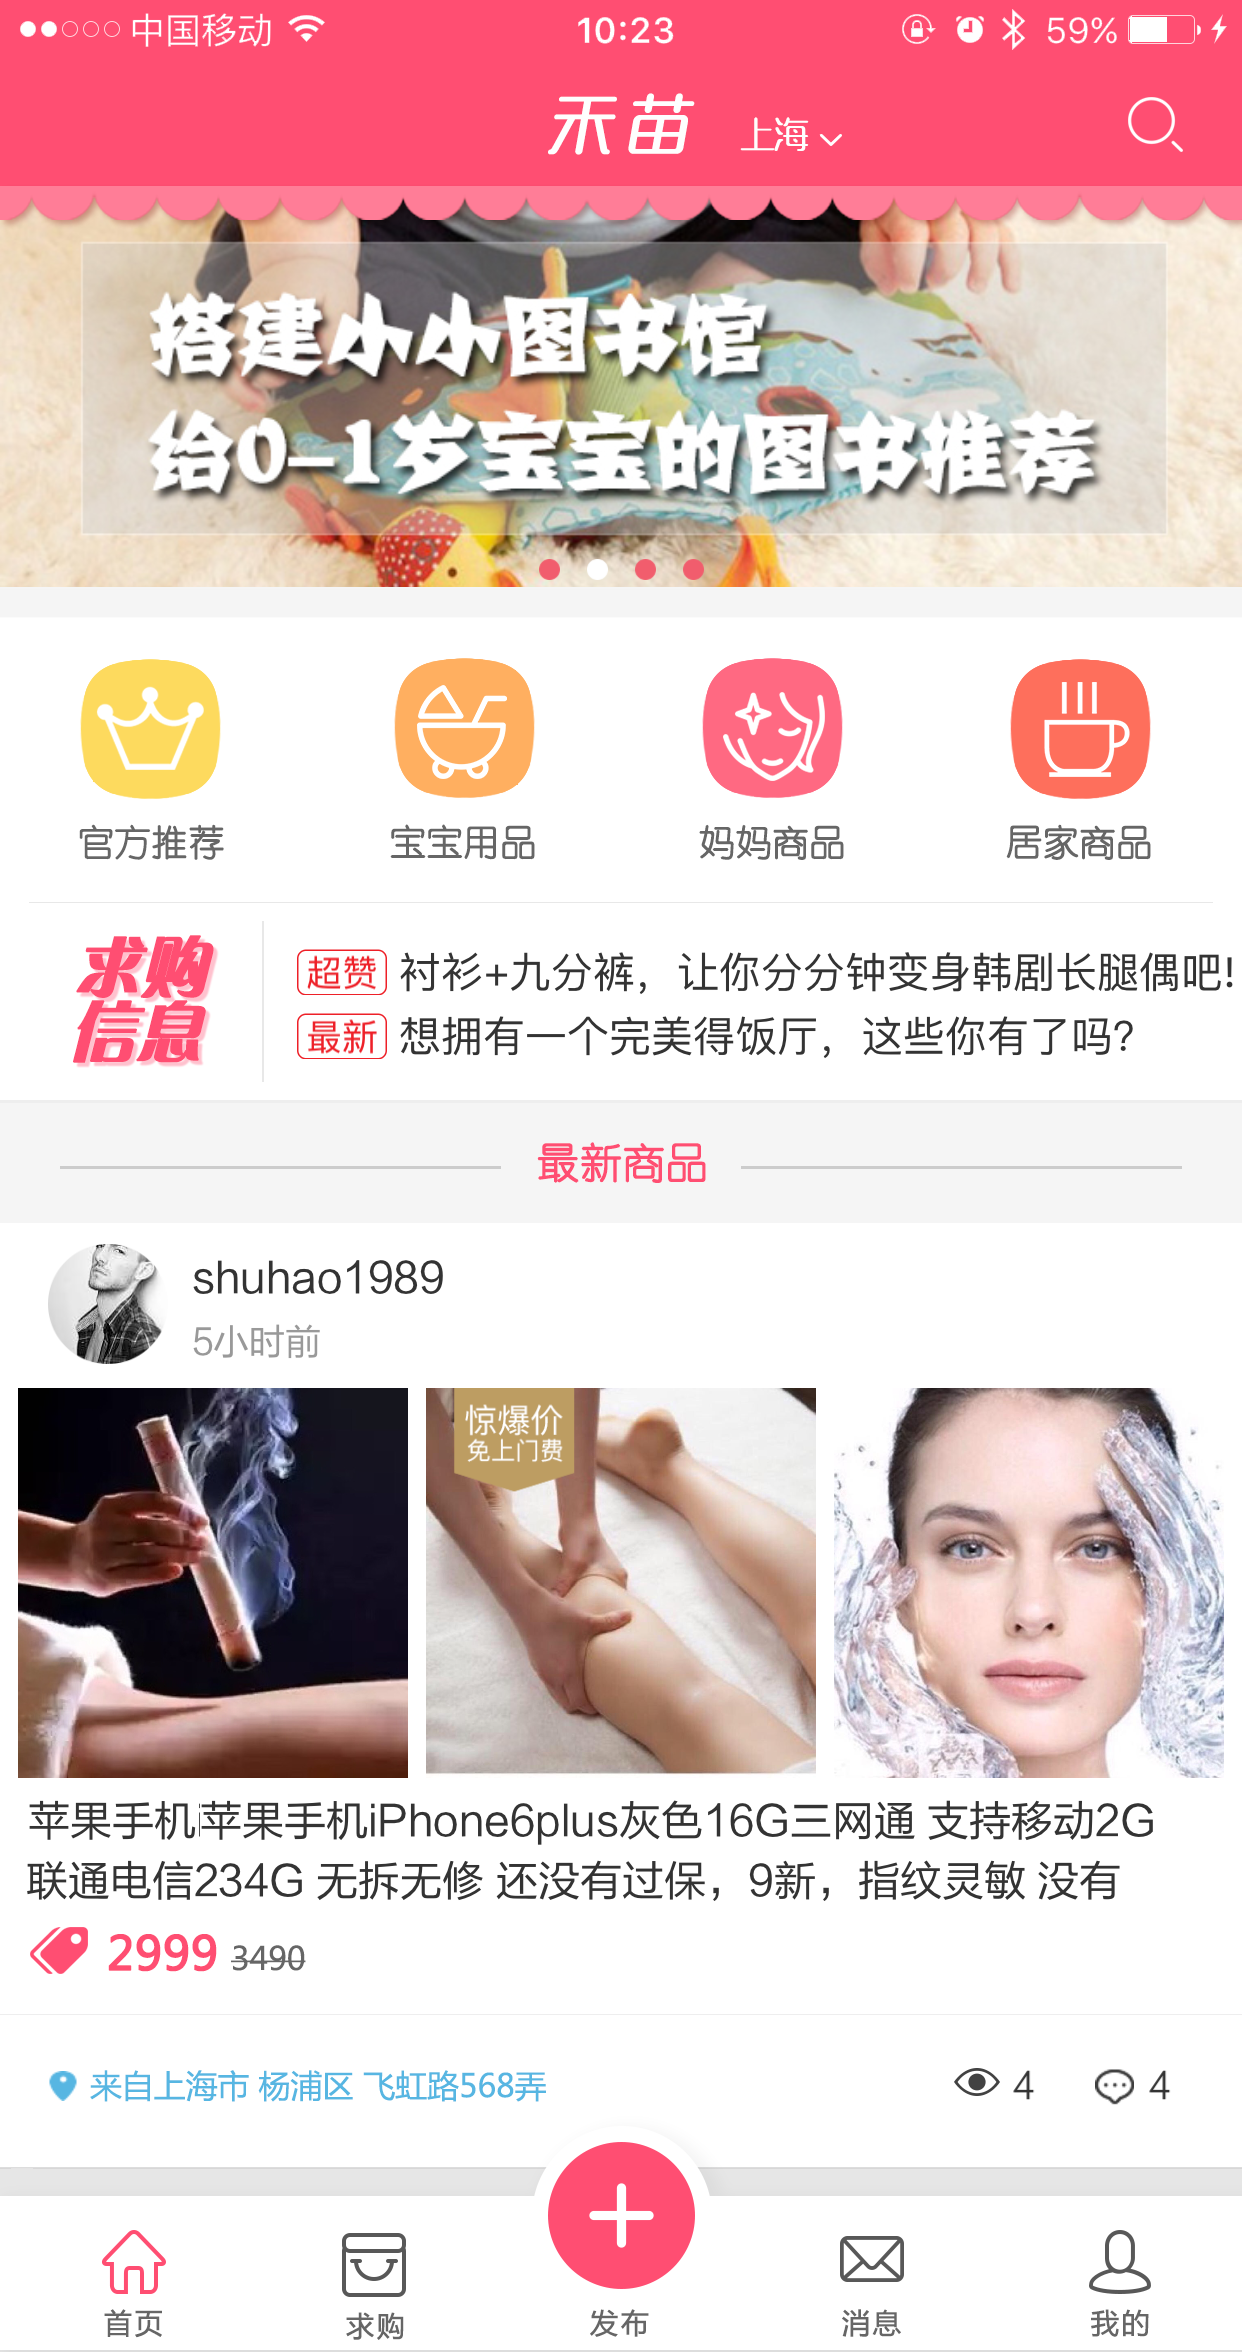 中国移动 10:23 59%
禾苗 上海
搭建小小图书馆
给0-1岁宝宝的图书推荐
官方推荐 宝宝用品 妈妈商品 居家商品
求购
信息
超赞 衬衫+九分裤，让你分分钟变身韩剧长腿偶吧!
最新 想拥有一个完美得饭厅，这些你有了吗?
最新商品
shuhao1989
5小时前
惊爆价
免上门费
苹果手机苹果手机iPhone6plus灰色16G三网通 支持移动2G
联通电信234G 无拆无修 还没有过保，9新，指纹灵敏 没有
2999 3490
来自上海市 杨浦区 飞虹路568弄 4 4
首页 求购 发布 消息 我的